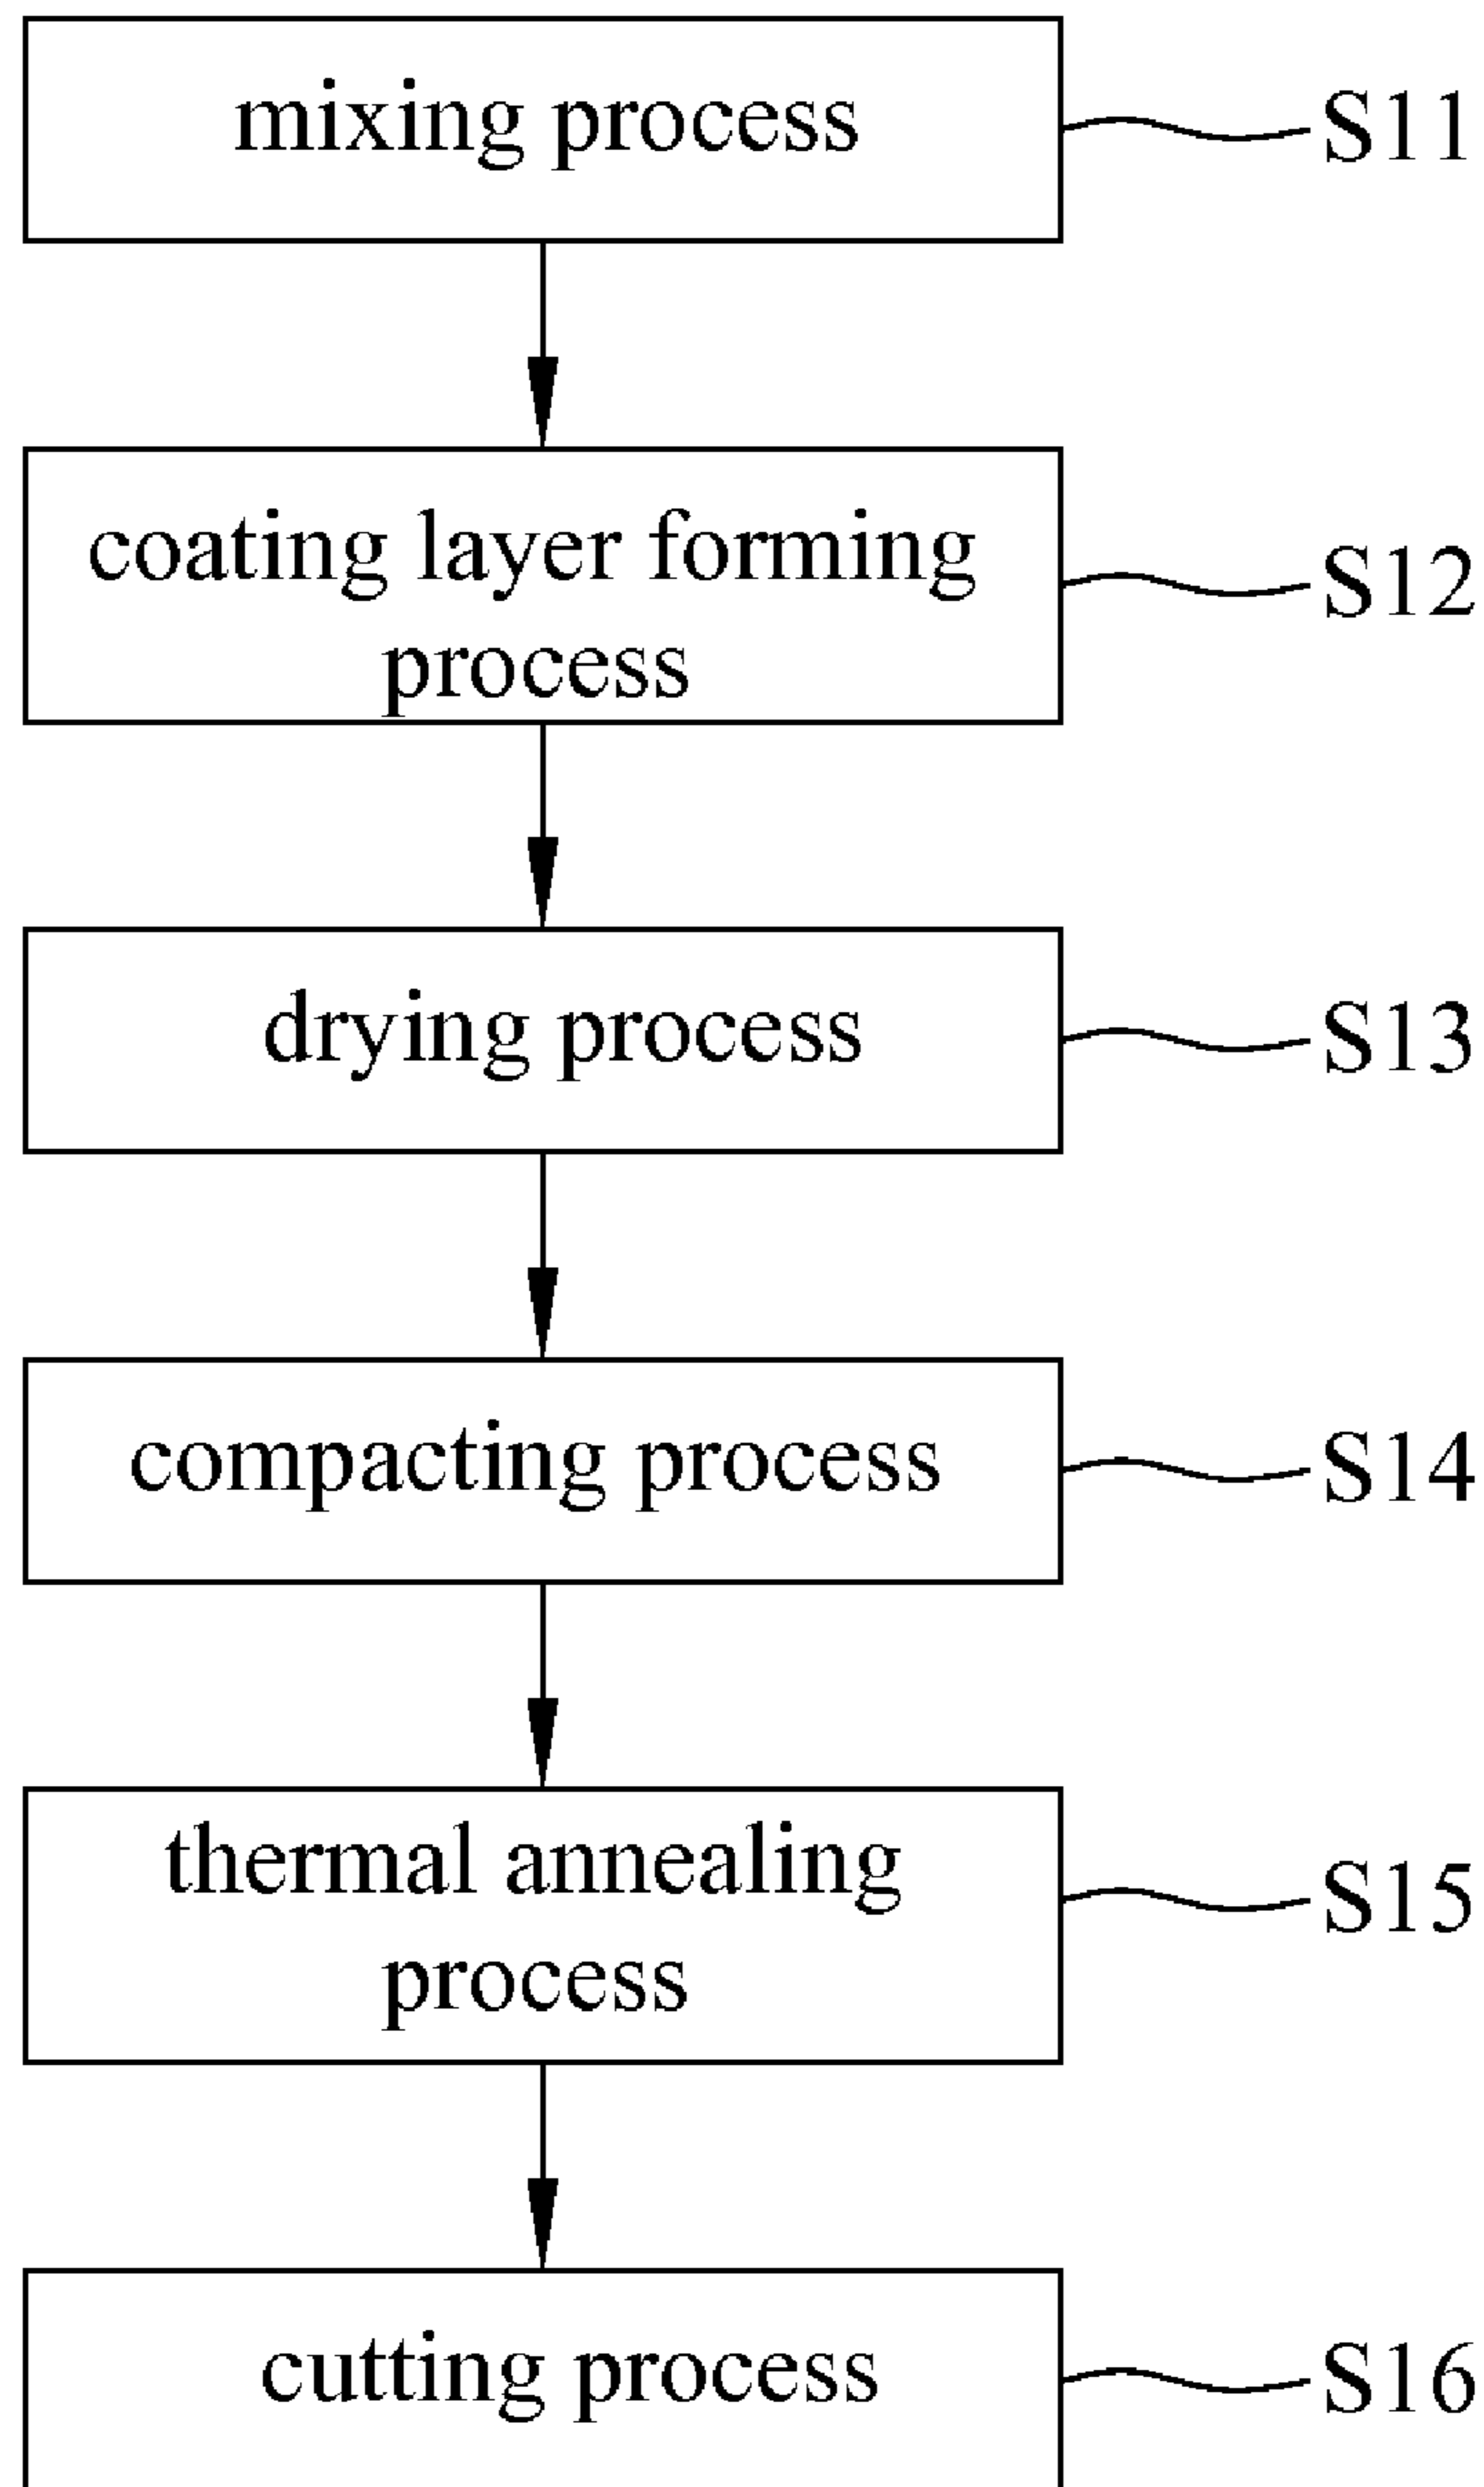 mixing process
S11
coating layer forming
process
S12
drying process
S13
compacting process
S14
thermal annealing
process
S15
cutting process
S16